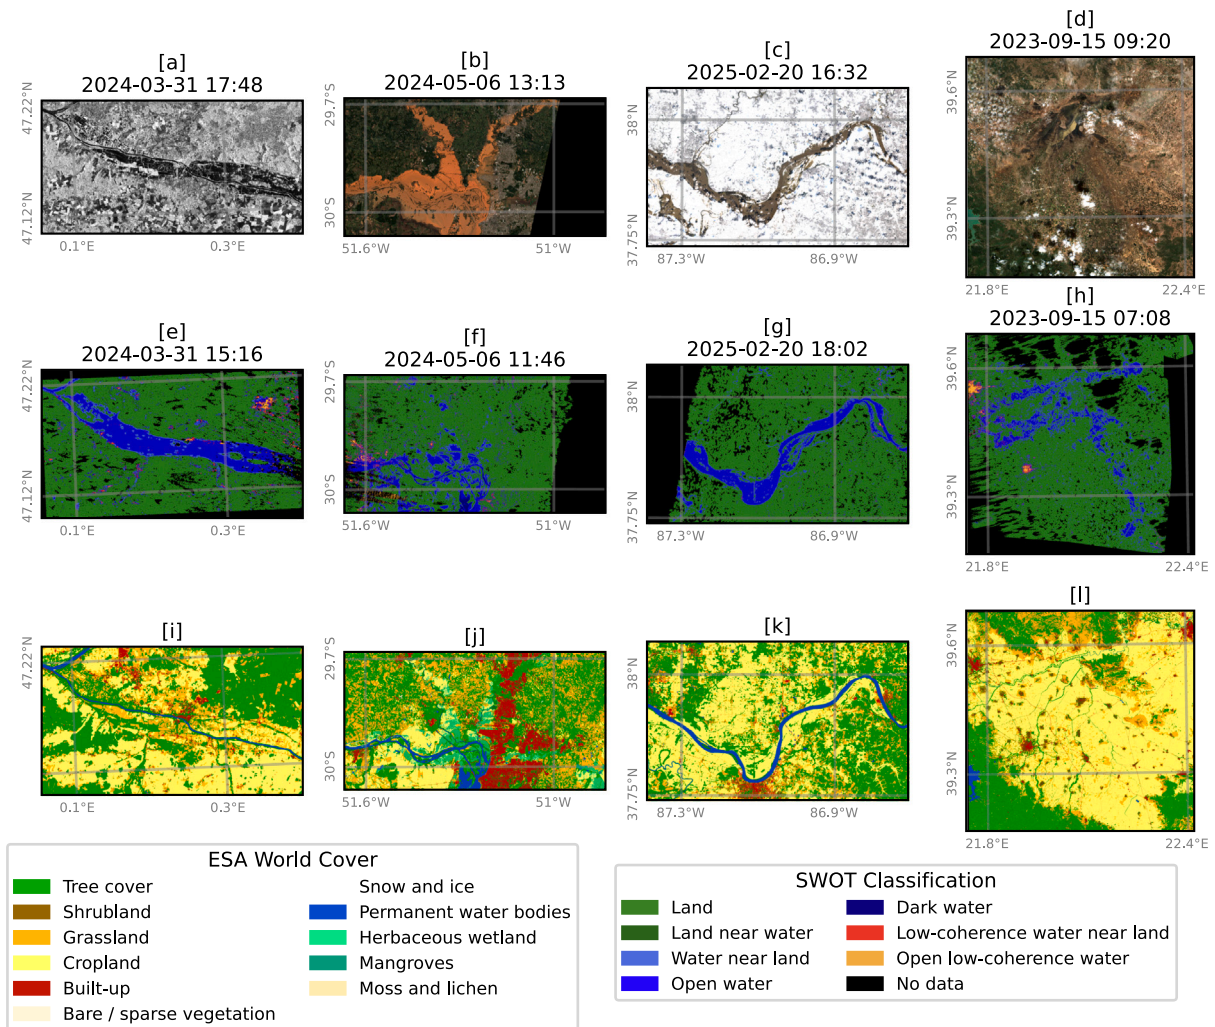 [a]
2024-03-31 17:48
[b]
2024-05-06 13:13
[c]
2025-02-20 16:32
[d]
2023-09-15 09:20
47.22°N
47.12°N
0.1°E
0.3°E
29.7°S
30°S
51.6°W
51°W
38°N
37.75°N
87.3°W
86.9°W
39.6°N
39.3°N
21.8°E
22.4°E
[e]
2024-03-31 15:16
[f]
2024-05-06 11:46
[g]
2025-02-20 18:02
[h]
2023-09-15 07:08
47.22°N
47.12°N
0.1°E
0.3°E
29.7°S
30°S
51.6°W
51°W
38°N
37.75°N
87.3°W
86.9°W
39.6°N
39.3°N
21.8°E
22.4°E
[i]
[j]
[k]
[l]
47.22°N
47.12°N
0.1°E
0.3°E
29.7°S
30°S
51.6°W
51°W
38°N
37.75°N
87.3°W
86.9°W
39.6°N
39.3°N
21.8°E
22.4°E
ESA World Cover
Tree cover
Shrubland
Grassland
Cropland
Built-up
Bare / sparse vegetation
Snow and ice
Permanent water bodies
Herbaceous wetland
Mangroves
Moss and lichen
SWOT Classification
Land
Land near water
Water near land
Open water
Dark water
Low-coherence water near land
Open low-coherence water
No data